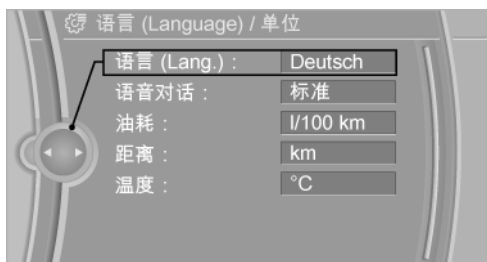 语言 (Language) / 单位
语言 (Lang.) : Deutsch
语音对话 : 标准
油耗 : l/100 km
距离 : km
温度 : °C